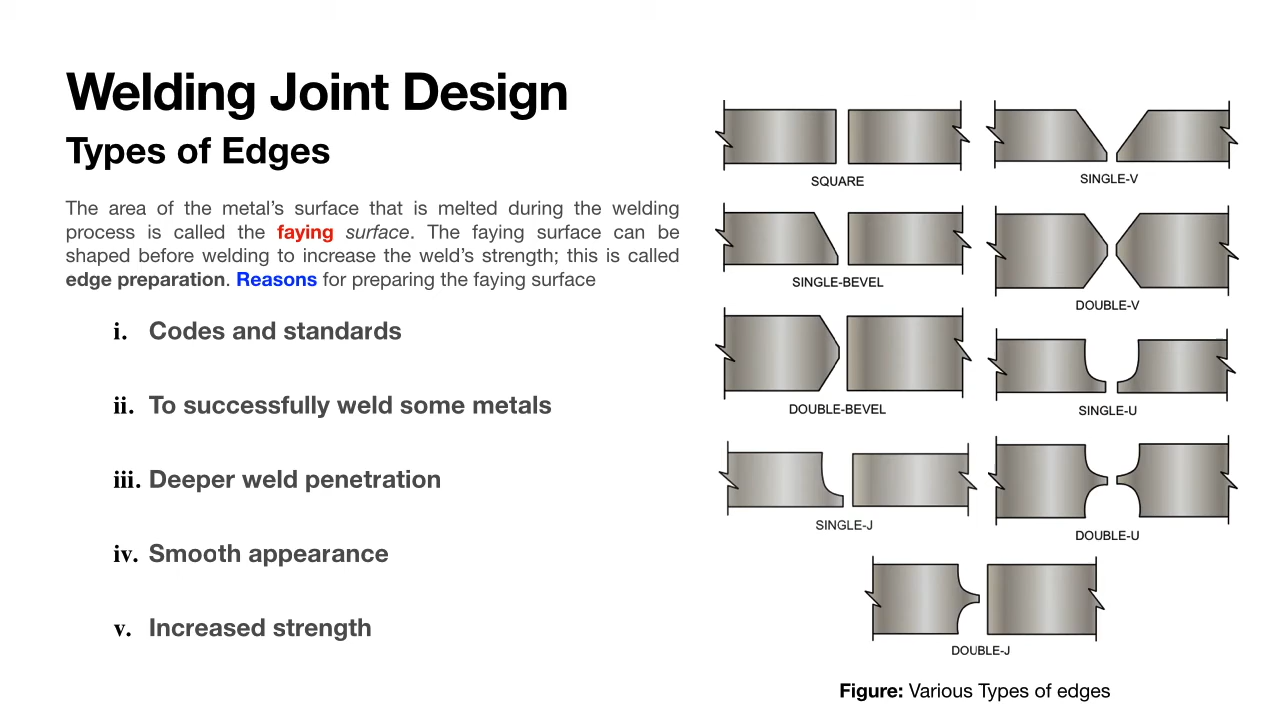 Welding Joint Design
Types of Edges
The area of the metal’s surface that is melted during the welding
process is called the faying surface. The faying surface can be
shaped before welding to increase the weld’s strength; this is called
edge preparation. Reasons for preparing the faying surface
i. Codes and standards
ii. To successfully weld some metals
iii. Deeper weld penetration
iv. Smooth appearance
v. Increased strength
SQUARE
SINGLE-V
SINGLE-BEVEL
DOUBLE-V
DOUBLE-BEVEL
SINGLE-U
SINGLE-J
DOUBLE-U
DOUBLE-J
Figure: Various Types of edges